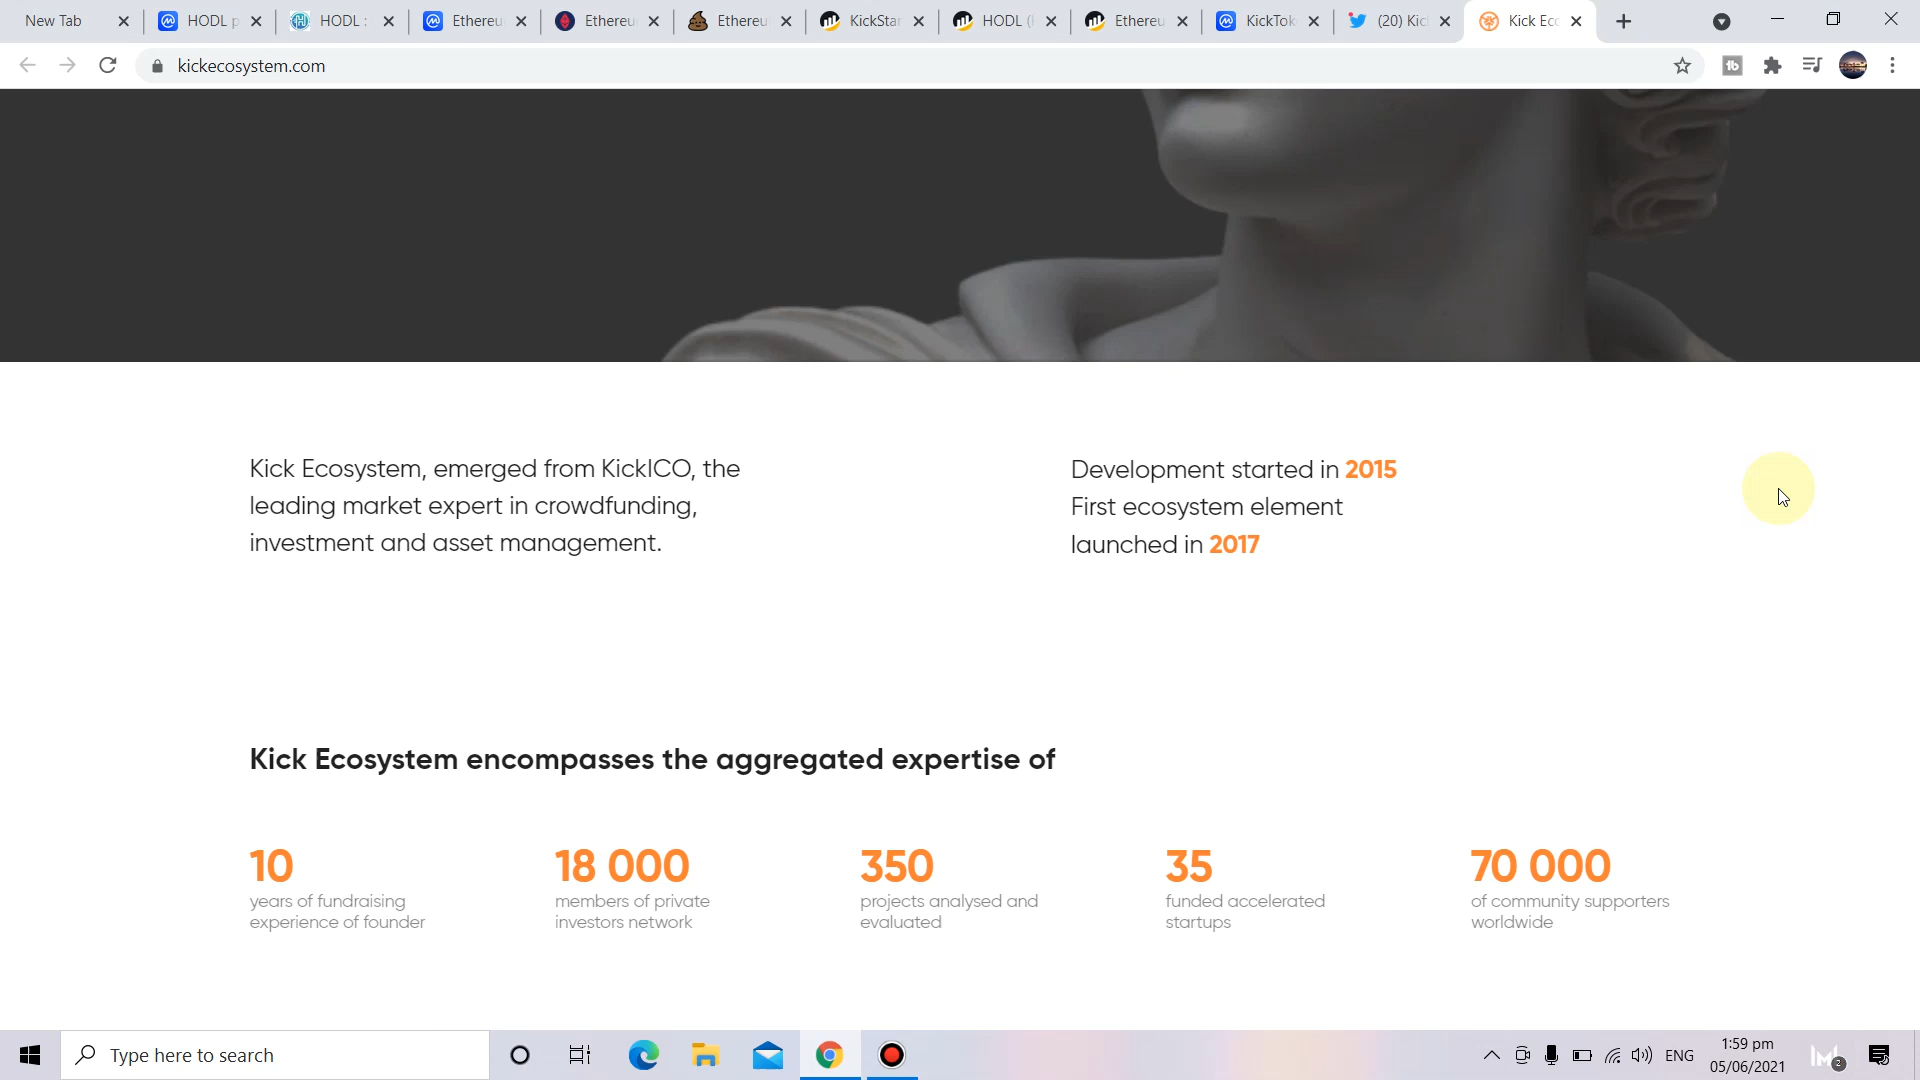 New Tab
HODL p
HODL :
Ethereu
Ethereu
Ethereu
KickStar
HODL (
Ethereu
KickTok
(20) Kic
Kick Eco
kickecosystem.com
Kick Ecosystem, emerged from KickICO, the
leading market expert in crowdfunding,
investment and asset management.
Development started in 2015
First ecosystem element
launched in 2017
Kick Ecosystem encompasses the aggregated expertise of
10
years of fundraising
experience of founder
18 000
members of private
investors network
350
projects analysed and
evaluated
35
funded accelerated
startups
70 000
of community supporters
worldwide
Type here to search
ENG
1:59 pm
05/06/2021
2